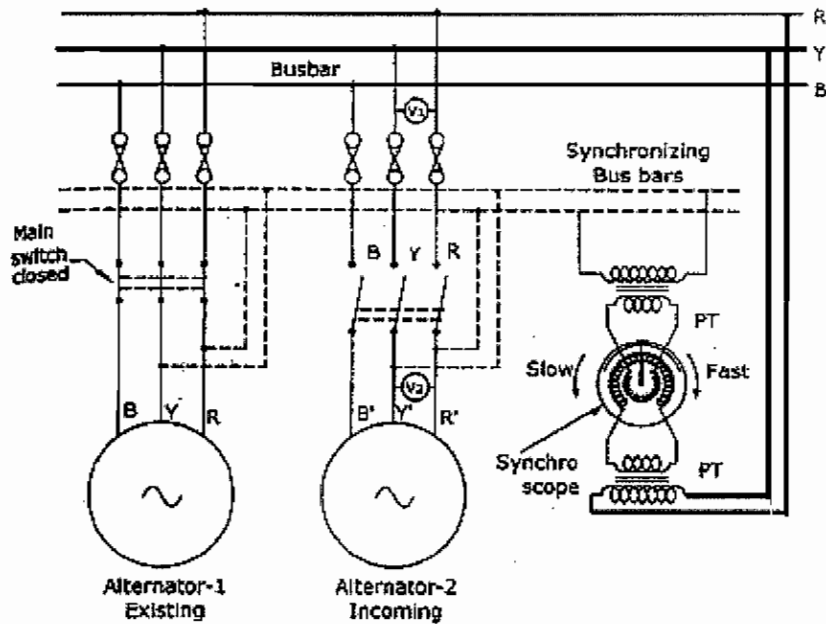 R
Y
Busbar
B
V1
Synchronizing
Bus bars
Main
switch
closed
B Y R
PT
Slow
Fast
V2
B Y R
B' Y' R'
Synchro
scope
PT
Alternator-1
Existing
Alternator-2
Incoming